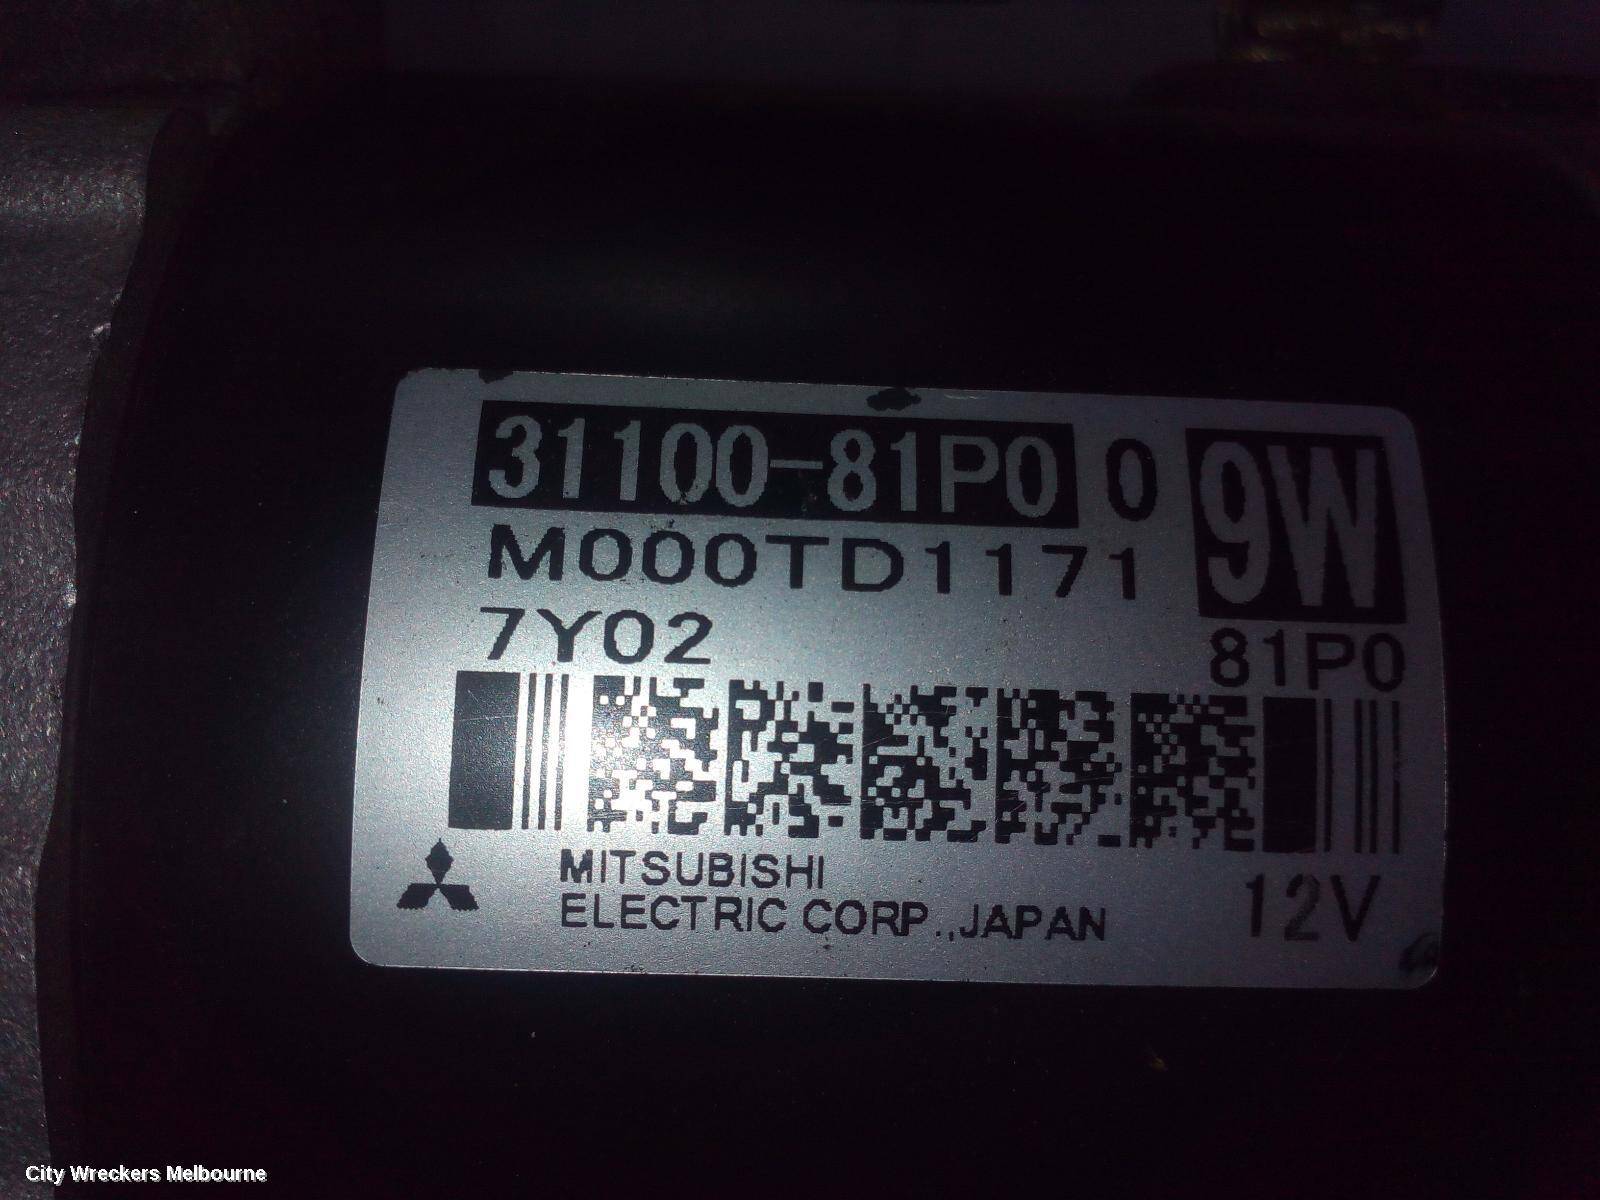 31100-81P0 0 9W
M000TD1171
7Y02
81P0
MITSUBISHI
ELECTRIC CORP.,JAPAN
12V
City Wreckers Melbourne